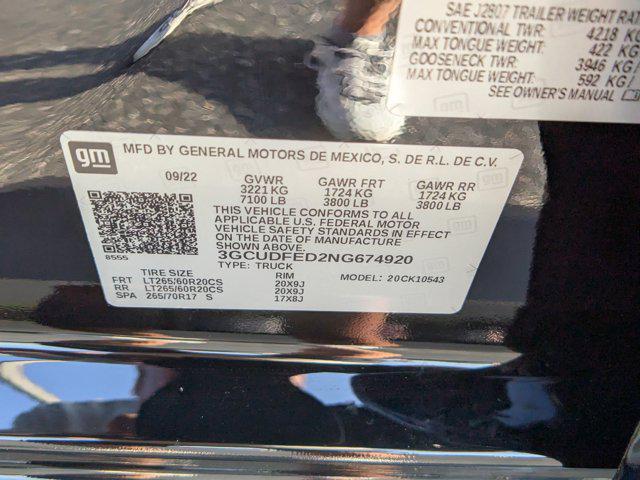 SAE J2807 TRAILER WEIGHT
CONVENTIONAL TWR: 4218 KG
MAX TONGUE WEIGHT: 422 KG
GOOSENECK TWR: 3946 KG/
MAX TONGUE WEIGHT: 592 KG/
SEE OWNER'S MANUAL
gm MFD BY GENERAL MOTORS DE MEXICO, S. DE R.L. DE C.V.
09/22 GVWR GAWR FRT GAWR RR
3221 KG 1724 KG 1724 KG
7100 LB 3800 LB 3800 LB
THIS VEHICLE CONFORMS TO ALL
APPLICABLE U.S. FEDERAL MOTOR
VEHICLE SAFETY STANDARDS IN EFFECT
ON THE DATE OF MANUFACTURE
SHOWN ABOVE.
8555 3GCUDFED2NG674920
TYPE: TRUCK MODEL: 20CK10543
TIRE SIZE RIM
FRT LT265/60R20CS 20X9J
RR LT265/60R20CS 20X9J
SPA 265/70R17 S 17X8J